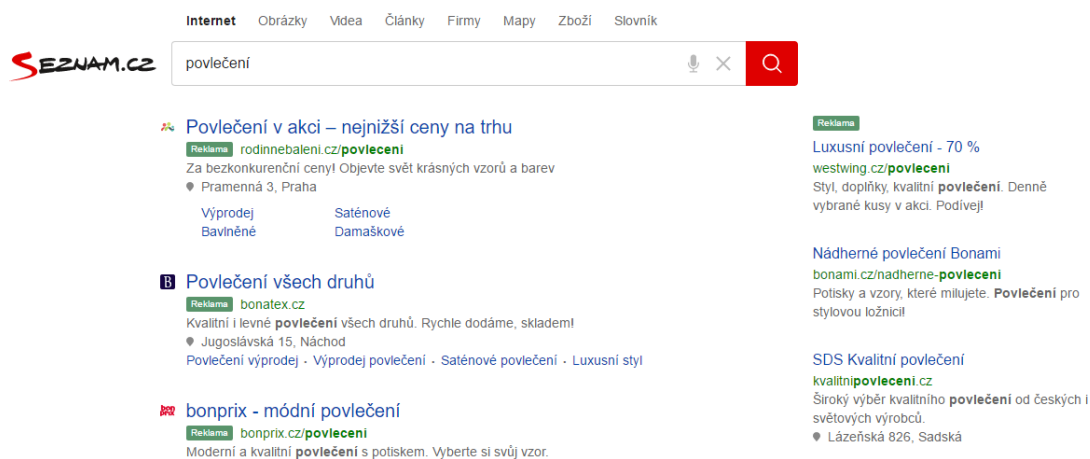 Internet Obrázky Videa Články Firmy Mapy Zboží Slovník
SEZNAM.CZ
povlečení
Povlečení v akci – nejnižší ceny na trhu
Reklama rodinnebaleni.cz/povleceni
Za bezkonkurenční ceny! Objevte svět krásných vzorů a barev
Pramenná 3, Praha
Výprodej Saténové
Bavlněné Damaškové
Povlečení všech druhů
Reklama bonatex.cz
Kvalitní i levné povlečení všech druhů. Rychle dodáme, skladem!
Jugoslávská 15, Náchod
Povlečení výprodej · Výprodej povlečení · Saténové povlečení · Luxusní styl
bon prix
bonprix - módní povlečení
Reklama bonprix.cz/povleceni
Moderní a kvalitní povlečení s potiskem. Vyberte si svůj vzor.
Reklama
Luxusní povlečení - 70 %
westwing.cz/povleceni
Styl, doplňky, kvalitní povlečení. Denně
vybrané kusy v akci. Podívej!
Nádherné povlečení Bonami
bonami.cz/nadherne-povleceni
Potisky a vzory, které milujete. Povlečení pro
stylovou ložnici!
SDS Kvalitní povlečení
kvalitnipovleceni.cz
Široký výběr kvalitního povlečení od českých i
světových výrobců.
Lázeňská 826, Sadská